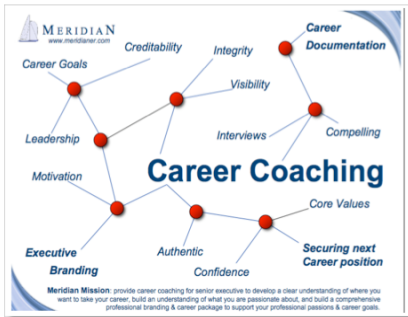 MERIDIAN
www.meridianer.com
Career
Documentation
Creditability
Integrity
Career Goals
Visibility
Leadership
Interviews
Compelling
Motivation
Career Coaching
Core Values
Executive
Branding
Authentic
Securing next
Career position
Confidence
Meridian Mission: provide career coaching for senior executive to develop a clear understanding of where you
want to take your career, build an understanding of what you are passionate about, and build a comprehensive
professional branding & career package to support your professional passions & career goals.